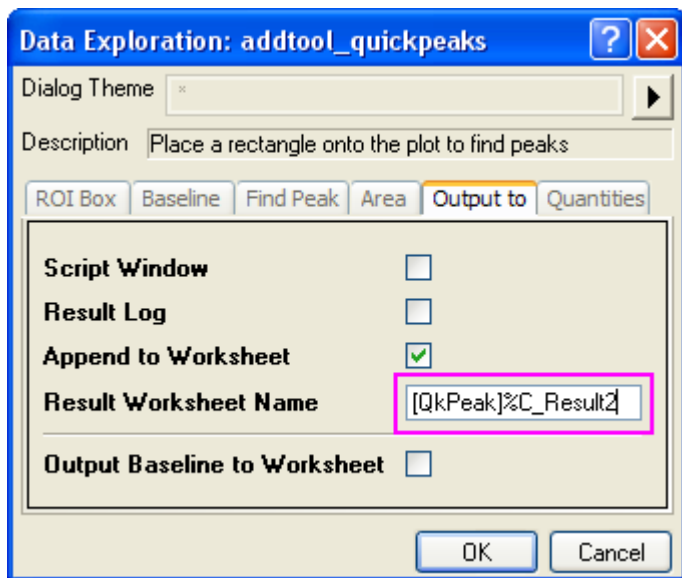 Data Exploration: addtool_quickpeaks
Dialog Theme *
Description Place a rectangle onto the plot to find peaks
ROI Box Baseline Find Peak Area Output to Quantities
Script Window
Result Log
Append to Worksheet
Result Worksheet Name [QkPeak]%C_Result2
Output Baseline to Worksheet
OK Cancel